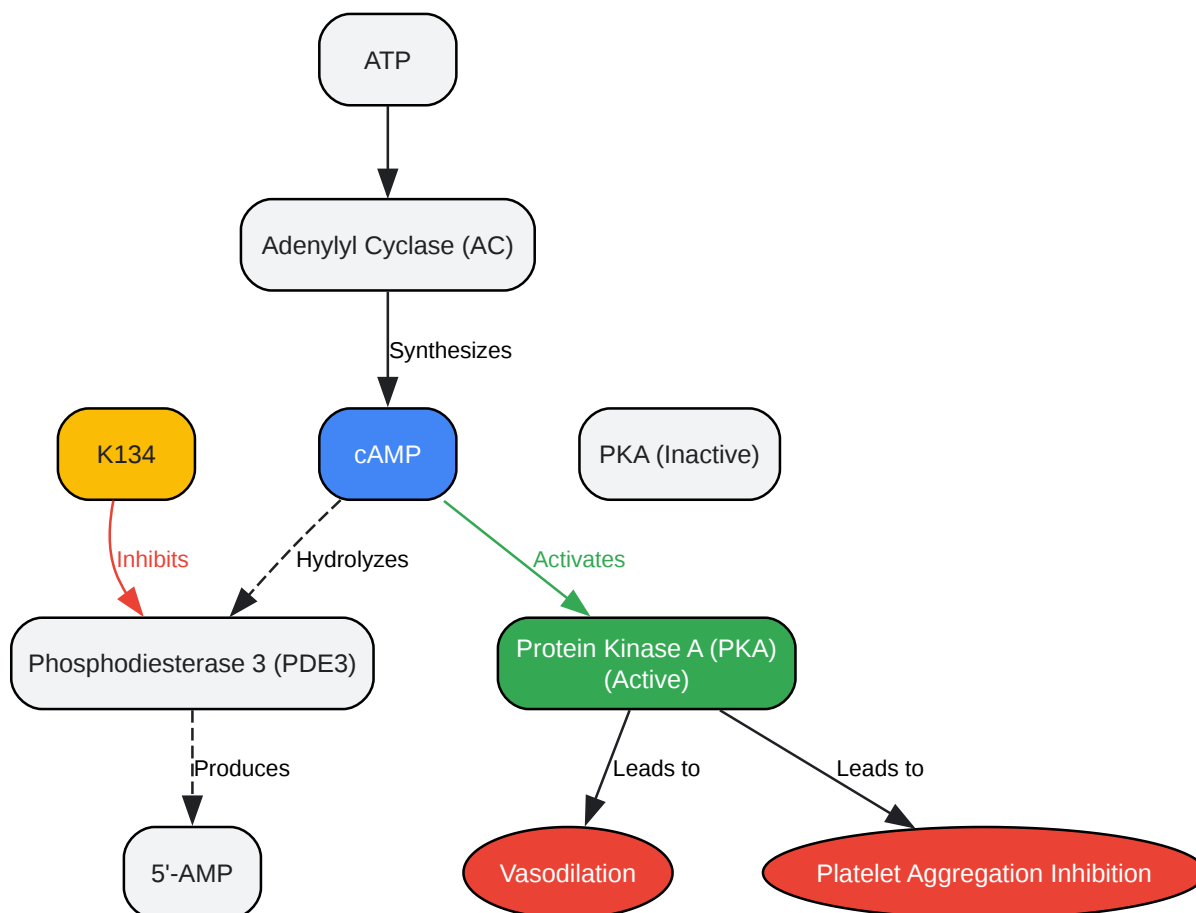 ATP
Adenylyl Cyclase (AC)
Synthesizes
K134
cAMP
PKA (Inactive)
Inhibits
Hydrolyzes
Activates
Phosphodiesterase 3 (PDE3)
Protein Kinase A (PKA)
(Active)
Produces
Leads to
Leads to
5'-AMP
Vasodilation
Platelet Aggregation Inhibition